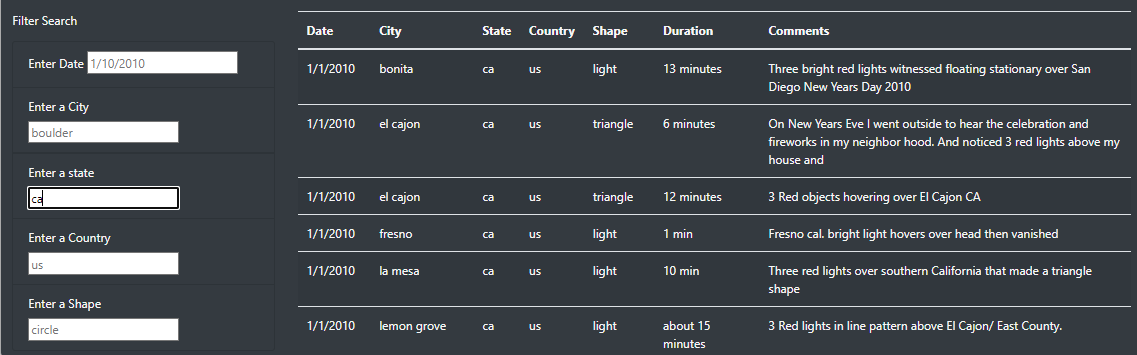 Filter Search
Enter Date 1/10/2010
Enter a City
boulder
Enter a state
ca
Enter a Country
us
Enter a Shape
circle
Date City State Country Shape Duration Comments
1/1/2010 bonita ca us light 13 minutes Three bright red lights witnessed floating stationary over San
Diego New Years Day 2010
1/1/2010 el cajon ca us triangle 6 minutes On New Years Eve I went outside to hear the celebration and
fireworks in my neighbor hood. And noticed 3 red lights above my
house and
1/1/2010 el cajon ca us triangle 12 minutes 3 Red objects hovering over El Cajon CA
1/1/2010 fresno ca us light 1 min Fresno cal. bright light hovers over head then vanished
1/1/2010 la mesa ca us light 10 min Three red lights over southern California that made a triangle
shape
1/1/2010 lemon grove ca us light about 15 3 Red lights in line pattern above El Cajon/ East County.
minutes